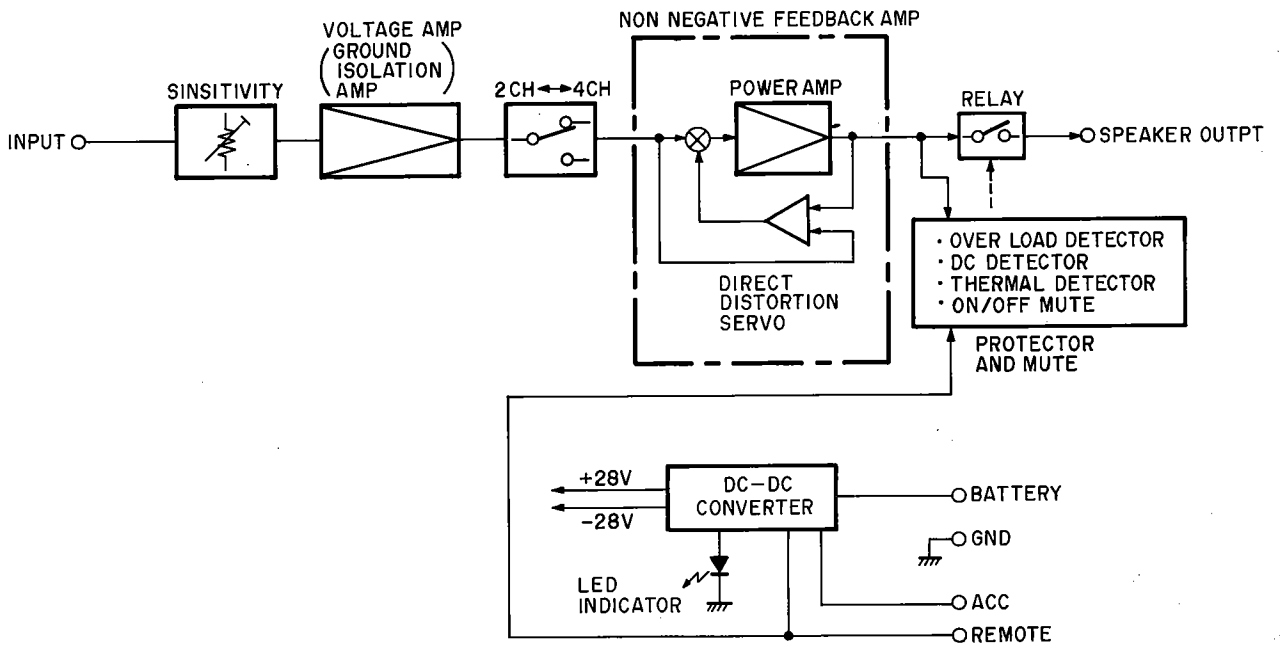 NON NEGATIVE FEEDBACK AMP
VOLTAGE AMP
(GROUND
ISOLATION
AMP)
SINSITIVITY
2CH↔4CH
POWER AMP
RELAY
INPUT
SPEAKER OUTPT
· OVER LOAD DETECTOR
· DC DETECTOR
· THERMAL DETECTOR
· ON/OFF MUTE
DIRECT
DISTORTION
SERVO
PROTECTOR
AND MUTE
+28V
-28V
DC-DC
CONVERTER
BATTERY
GND
LED
INDICATOR
ACC
REMOTE